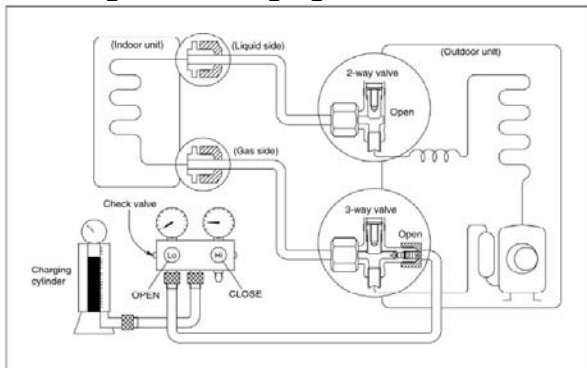 (Indoor unit)
(Liquid side)
(Outdoor unit)
2-way valve
Open
(Gas side)
3-way valve
Open
Check valve
Lo
Hi
Charging
cylinder
OPEN
CLOSE